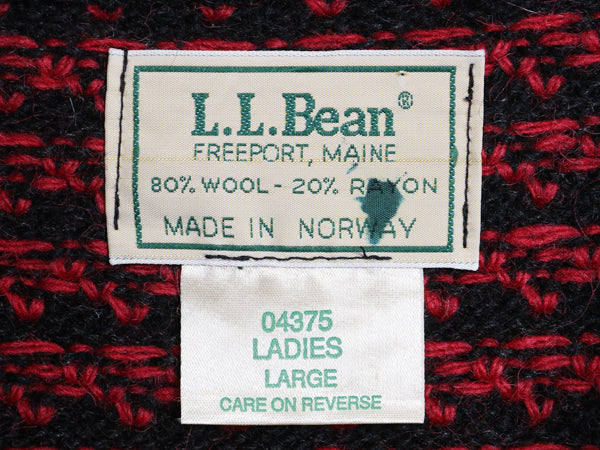 L.L.Bean®
FREEPORT, MAINE
80% WOOL - 20% RAYON
MADE IN NORWAY
04375
LADIES
LARGE
CARE ON REVERSE